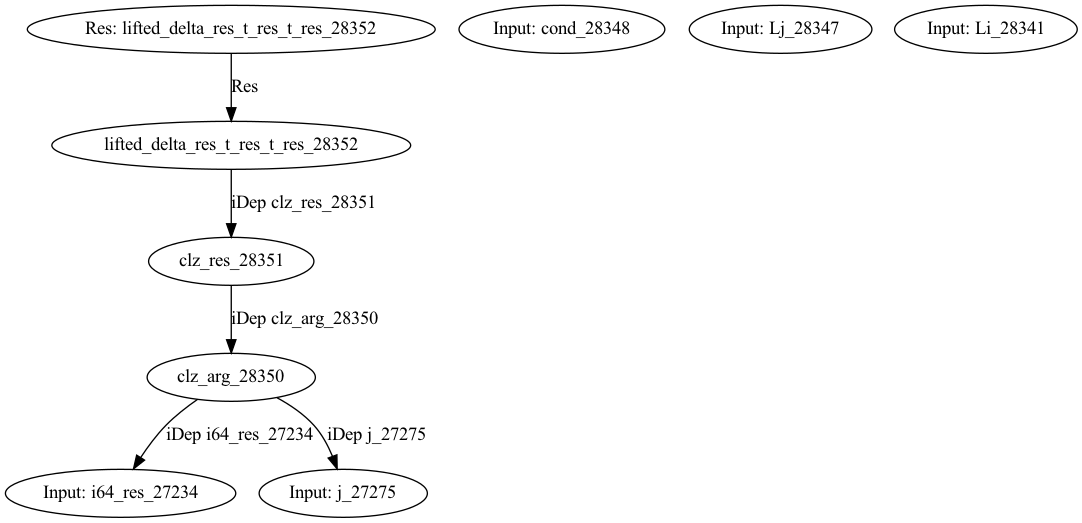 Res: lifted_delta_res_t_res_t_res_28352
Input: cond_28348
Input: Lj_28347
Input: Li_28341
Res
lifted_delta_res_t_res_t_res_28352
iDep clz_res_28351
clz_res_28351
iDep clz_arg_28350
clz_arg_28350
iDep i64_res_27234
iDep j_27275
Input: i64_res_27234
Input: j_27275